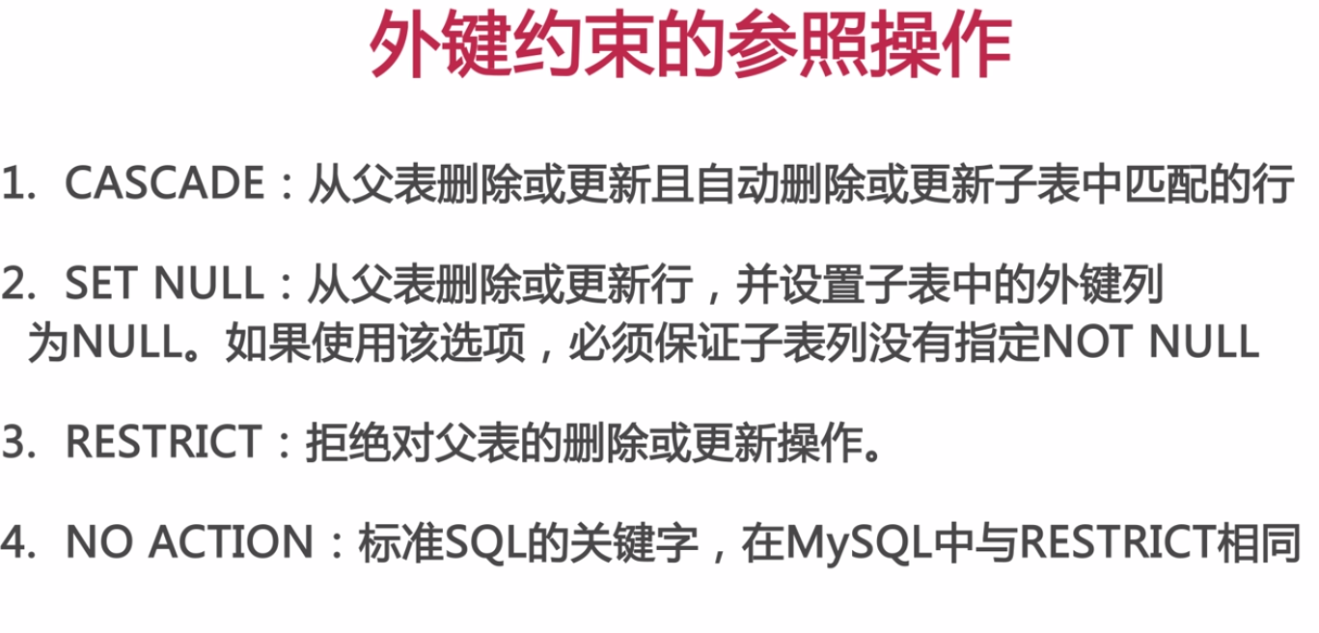 外键约束的参照操作
1. CASCADE：从父表删除或更新且自动删除或更新子表中匹配的行
2. SET NULL：从父表删除或更新行，并设置子表中的外键列
为NULL。如果使用该选项，必须保证子表列没有指定NOT NULL
3. RESTRICT：拒绝对父表的删除或更新操作。
4. NO ACTION：标准SQL的关键字，在MySQL中与RESTRICT相同